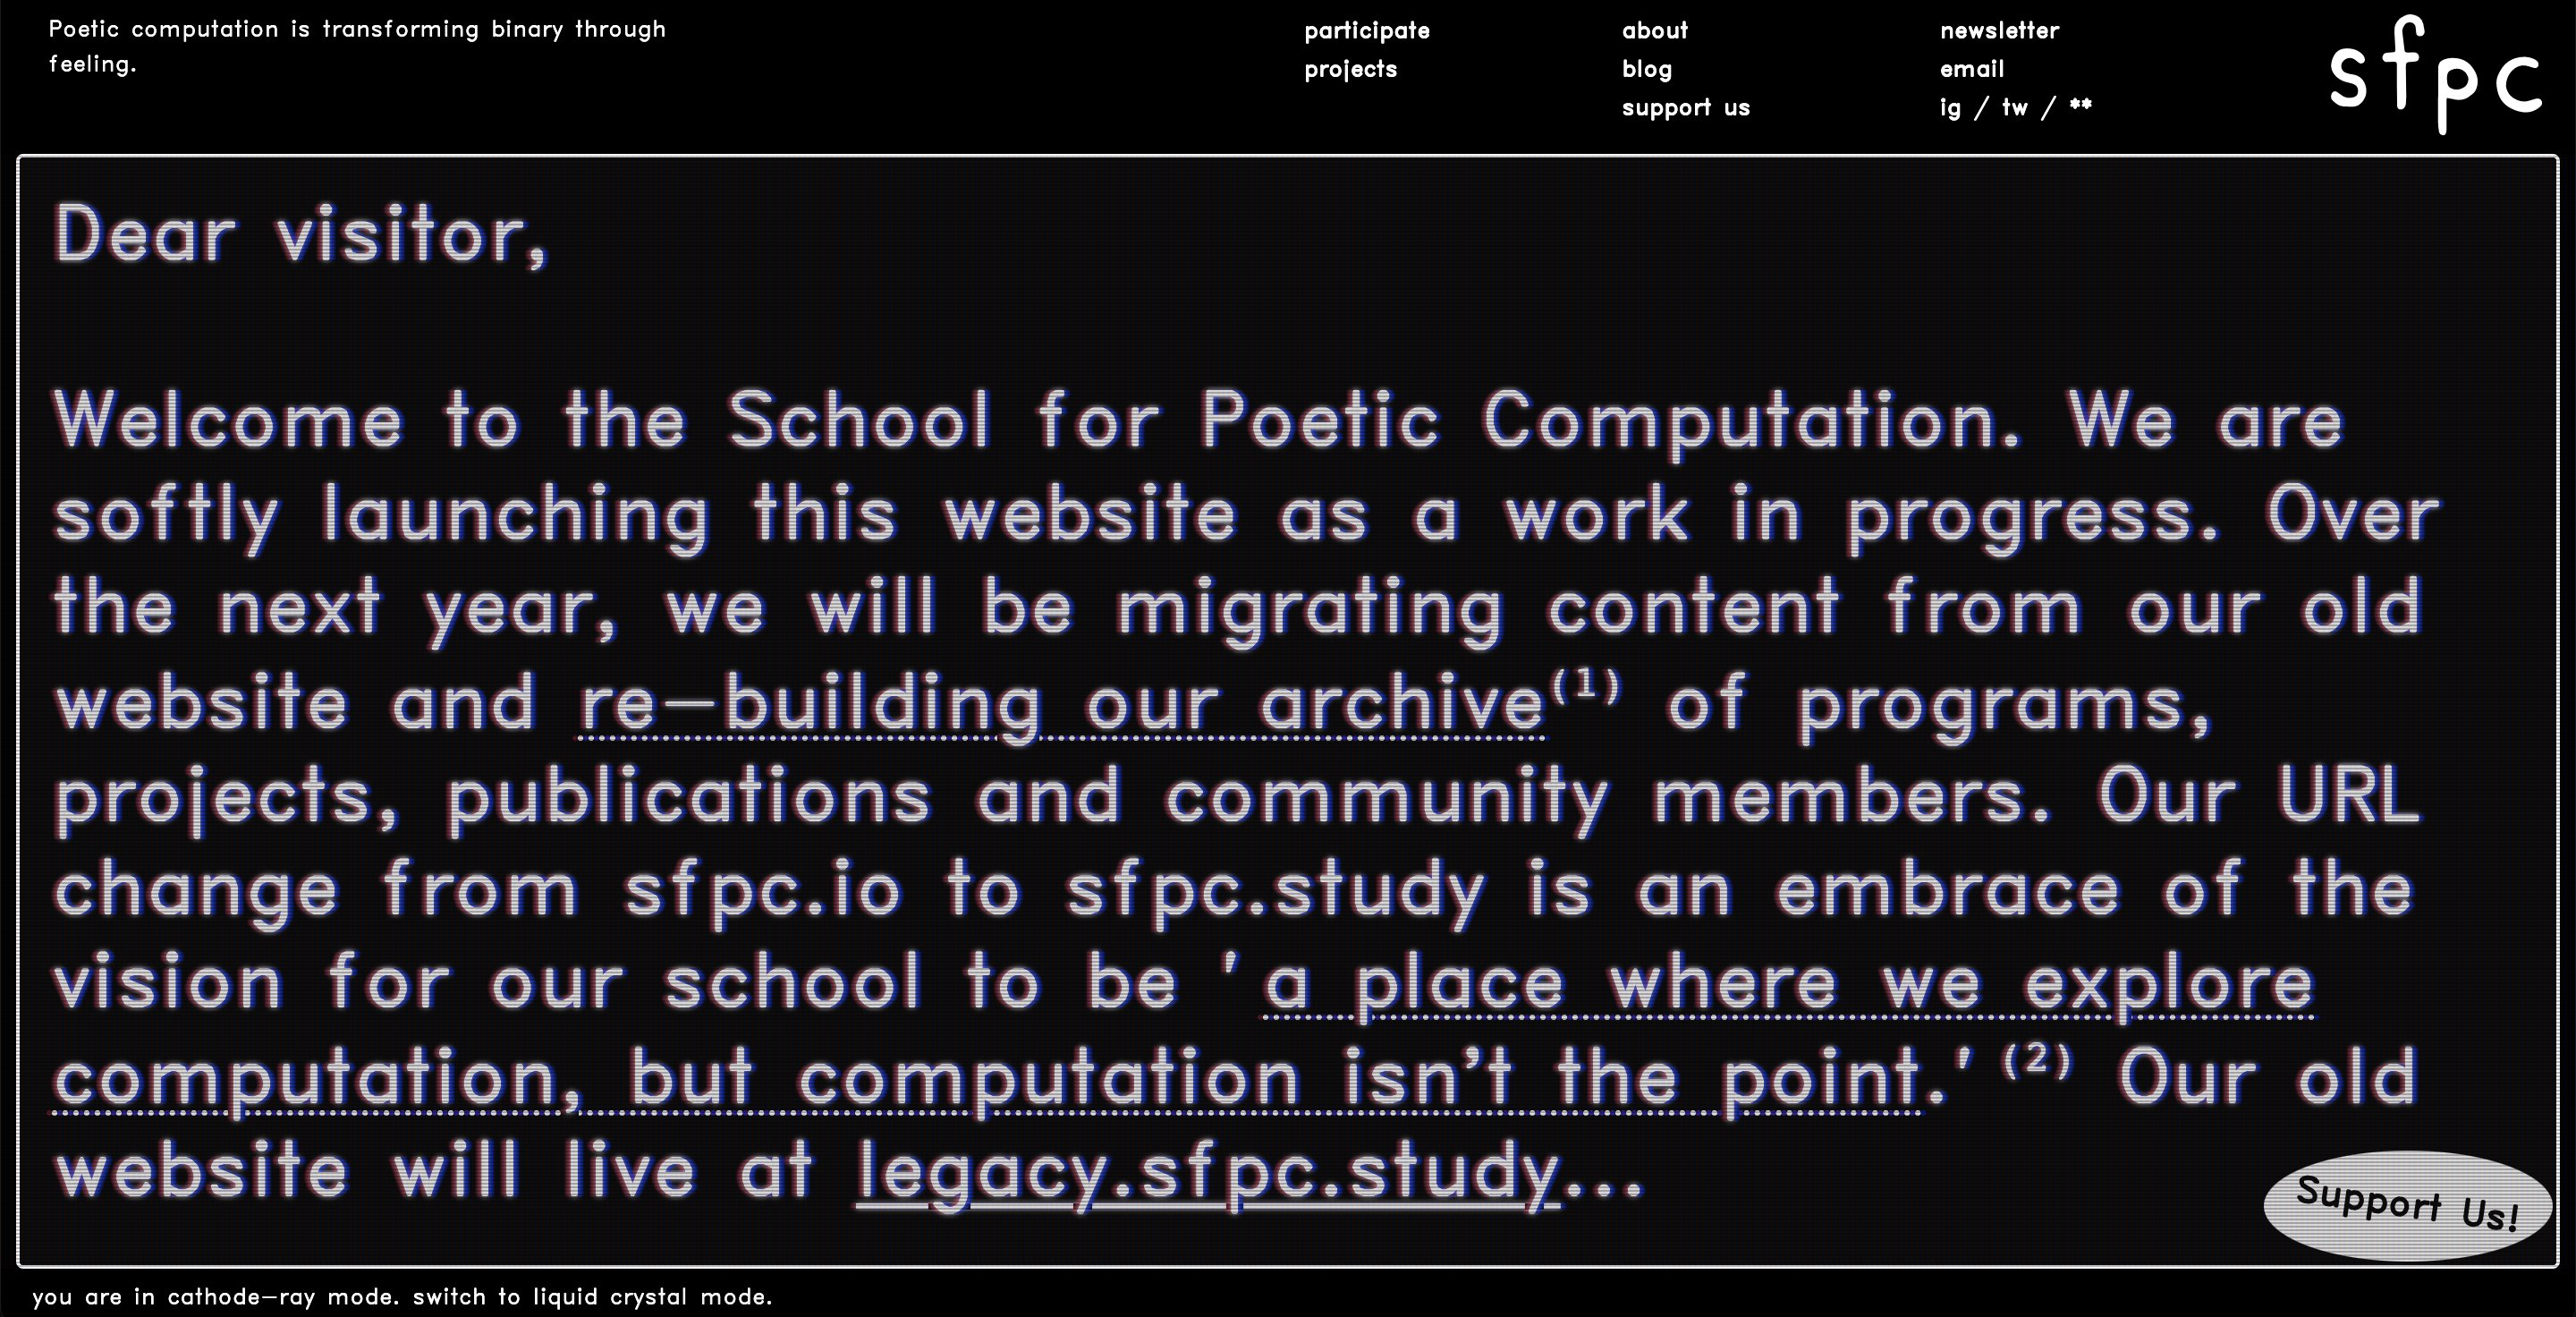 Poetic computation is transforming binary through
feeling.
participate
projects
about
blog
support us
newsletter
email
ig / tw / **
sfpc
Dear visitor,
Welcome to the School for Poetic Computation. We are
softly launching this website as a work in progress. Over
the next year, we will be migrating content from our old
website and re–building our archive(1) of programs,
projects, publications and community members. Our URL
change from sfpc.io to sfpc.study is an embrace of the
vision for our school to be 'a place where we explore
computation, but computation isn’t the point.' (2) Our old
website will live at legacy.sfpc.study...
Support Us!
you are in cathode–ray mode. switch to liquid crystal mode.